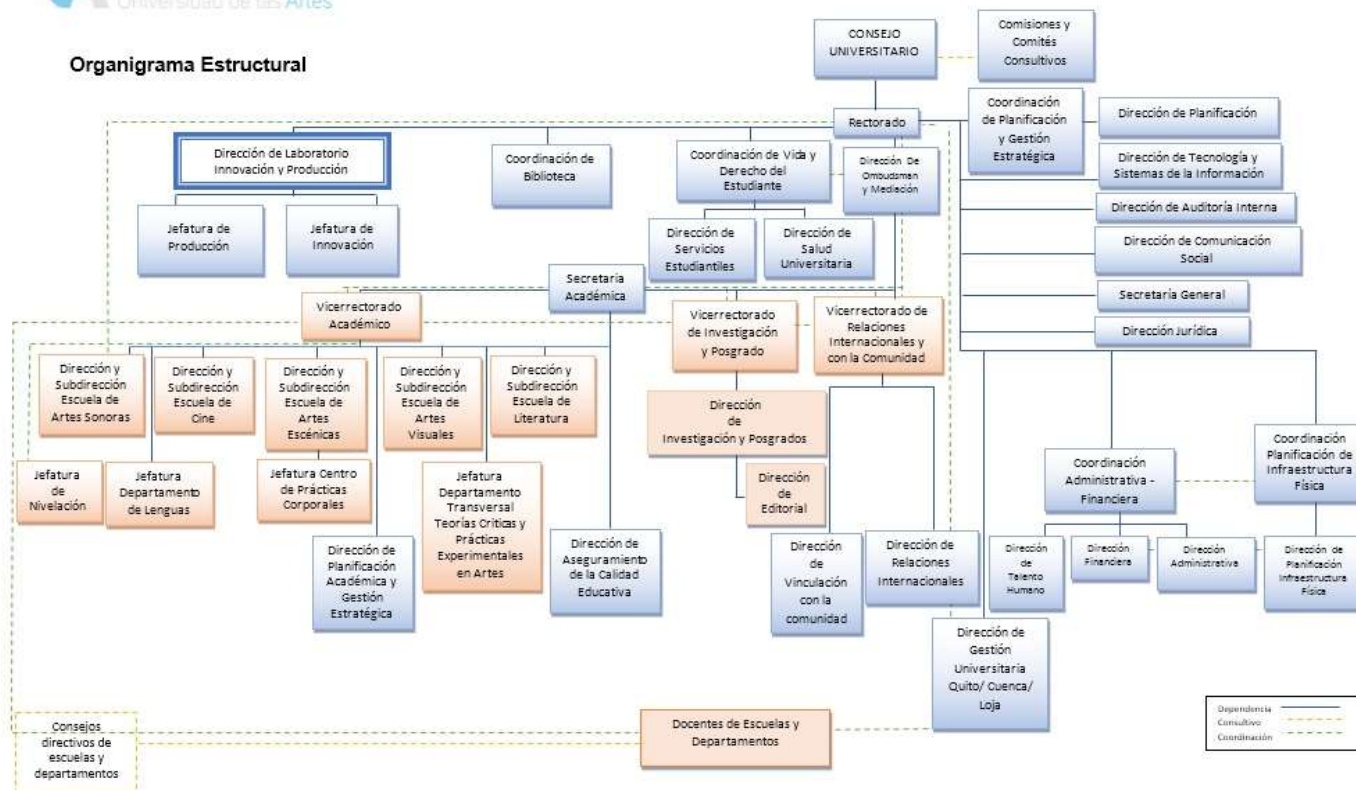 Universidad de las Artes
Organigrama Estructural
CONSEJO
UNIVERSITARIO
Comisiones y
Comités
Consultivos
Rectorado
Coordinación
de Planificación
y Gestión
Estratégica
Dirección de Planificación
Dirección de Tecnología y
Sistemas de la Información
Dirección de Auditoría Interna
Dirección de Comunicación
Social
Secretaría General
Dirección Jurídica
Dirección de Laboratorio
Innovación y Producción
Coordinación de
Biblioteca
Coordinación de Vida y
Derecho del
Estudiante
Dirección De
Ombudsman
y Mediación
Jefatura de
Producción
Jefatura de
Innovación
Dirección de
Servicios
Estudiantiles
Dirección de
Salud
Universitaria
Secretaria
Académica
Vicerrectorado
Académico
Vicerrectorado
de Investigación
y Posgrado
Vicerrectorado de
Relaciones
Internacionales y
con la Comunidad
Dirección y
Subdirección
Escuela de
Artes Sonoras
Dirección y
Subdirección
Escuela de
Cine
Dirección y
Subdirección
Escuela de
Artes
Escénicas
Dirección y
Subdirección
Escuela de
Artes
Visuales
Dirección y
Subdirección
Escuela de
Literatura
Dirección
de
Investigación y Posgrados
Dirección
de
Editorial
Jefatura
de
Nivelación
Jefatura
Departamento
de Lenguas
Jefatura Centro
de Prácticas
Corporales
Jefatura
Departamento
Transversal
Teorías Criticas y
Prácticas
Experimentales
en Artes
Dirección de
Planificación
Académica y
Gestión
Estratégica
Dirección de
Aseguramiento
de la Calidad
Educativa
Dirección
de
Vinculación
con la
comunidad
Dirección de
Relaciones
Internacionales
Coordinación
Administrativa -
Financiera
Coordinación
Planificación de
Infraestructura
Física
Dirección
de
Talento
Humano
Dirección
Financiera
Dirección
Administrativa
Dirección de
Planificación
Infraestructura
Física
Dirección de
Gestión
Universitaria
Quito/ Cuenca/
Loja
Consejos
directivos de
escuelas y
departamentos
Docentes de Escuelas y
Departamentos
Dependencia
Consultivo
Coordinación